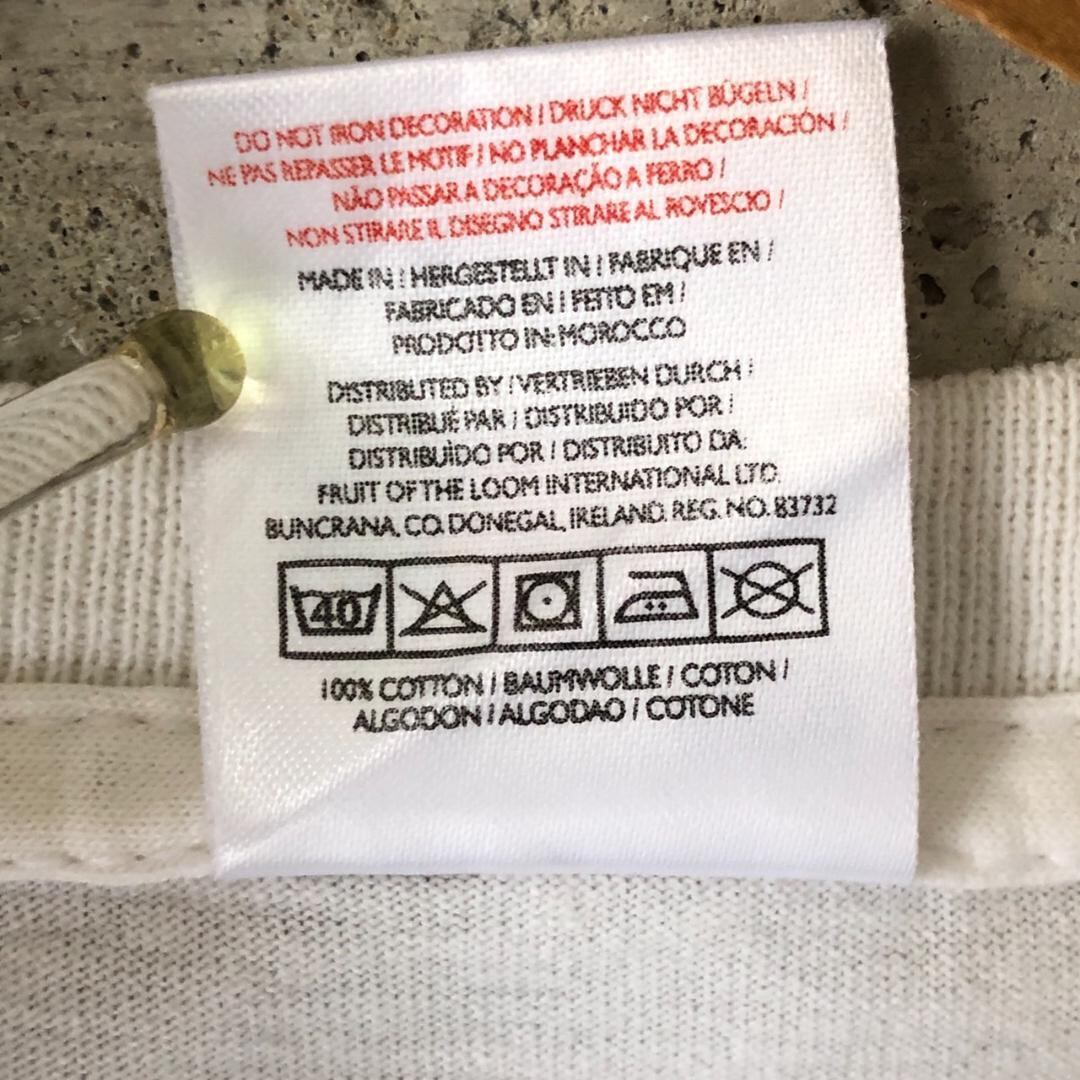 DO NOT IRON DECORATION / DRUCK NICHT BÜGELN /
NE PAS REPASSER LE MOTIF / NO PLANCHAR LA DECORACIÓN /
NÃO PASSAR A DECORAÇÃO A FERRO /
NON STIRARE IL DISEGNO STIRARE AL ROVESCIO /
MADE IN / HERGESTELLT IN / FABRIQUE EN /
FABRICADO EN / FEITO EM /
PRODOTTO IN: MOROCCO
DISTRIBUTED BY / VERTRIEBEN DURCH /
DISTRIBUÉ PAR / DISTRIBUIDO POR /
DISTRIBUÌDO POR / DISTRIBUITO DA:
FRUIT OF THE LOOM INTERNATIONAL LTD.
BUNCRANA, CO. DONEGAL, IRELAND. REG. NO. 83732
40
100% COTTON / BAUMWOLLE / COTON /
ALGODON / ALGODAO / COTONE